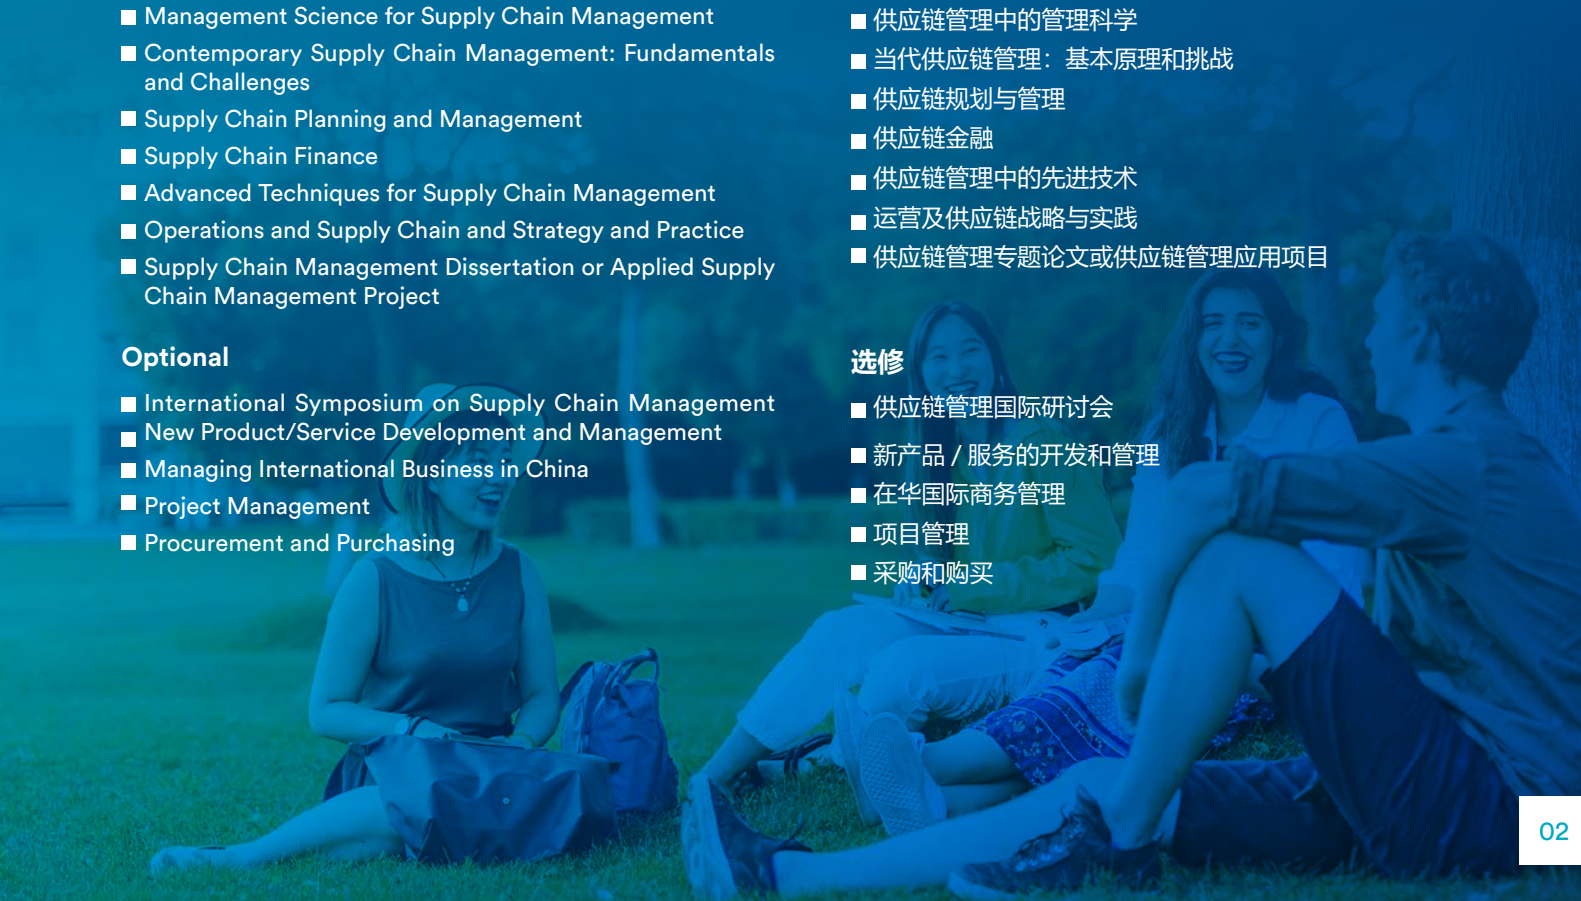 Management Science for Supply Chain Management
Contemporary Supply Chain Management: Fundamentals
and Challenges
Supply Chain Planning and Management
Supply Chain Finance
Advanced Techniques for Supply Chain Management
Operations and Supply Chain and Strategy and Practice
Supply Chain Management Dissertation or Applied Supply
Chain Management Project
Optional
International Symposium on Supply Chain Management
New Product/Service Development and Management
Managing International Business in China
Project Management
Procurement and Purchasing
供应链管理中的管理科学
当代供应链管理：基本原理和挑战
供应链规划与管理
供应链金融
供应链管理中的先进技术
运营及供应链战略与实践
供应链管理专题论文或供应链管理应用项目
选修
供应链管理国际研讨会
新产品 / 服务的开发和管理
在华国际商务管理
项目管理
采购和购买
02